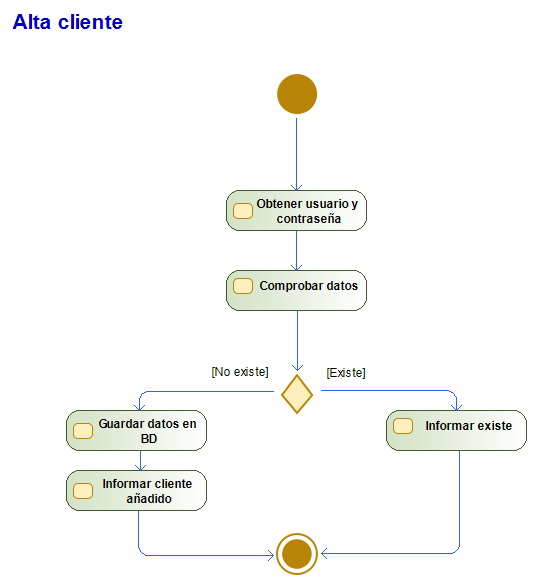 Alta cliente
Obtener usuario y
contraseña
Comprobar datos
[No existe]
[Existe]
Guardar datos en
BD
Informar existe
Informar cliente
añadido